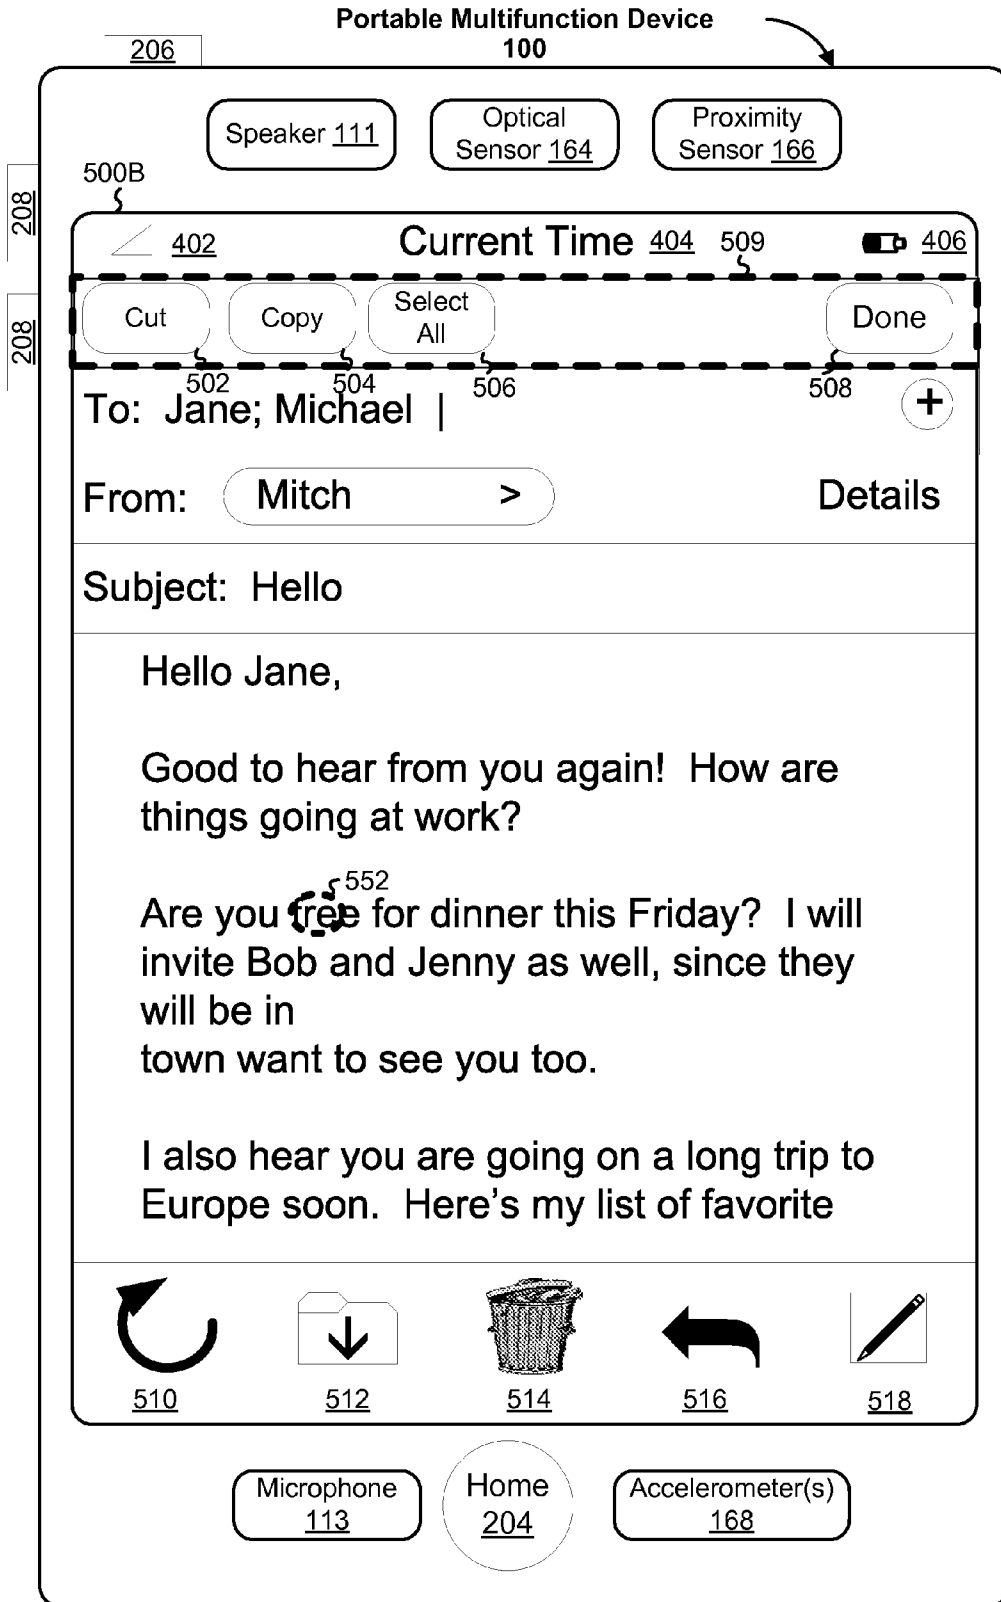 Portable Multifunction Device
100
206
Speaker 111
Optical
Sensor 164
Proximity
Sensor 166
208
500B
402
Current Time 404
509
406
208
Cut
Copy
Select
All
Done
502
504
506
508
To: Jane; Michael |
+
From: Mitch >
Details
Subject: Hello
Hello Jane,
Good to hear from you again! How are
things going at work?
552
Are you free for dinner this Friday? I will
invite Bob and Jenny as well, since they
will be in
town want to see you too.
I also hear you are going on a long trip to
Europe soon. Here's my list of favorite
510
512
514
516
518
Microphone
113
Home
204
Accelerometer(s)
168